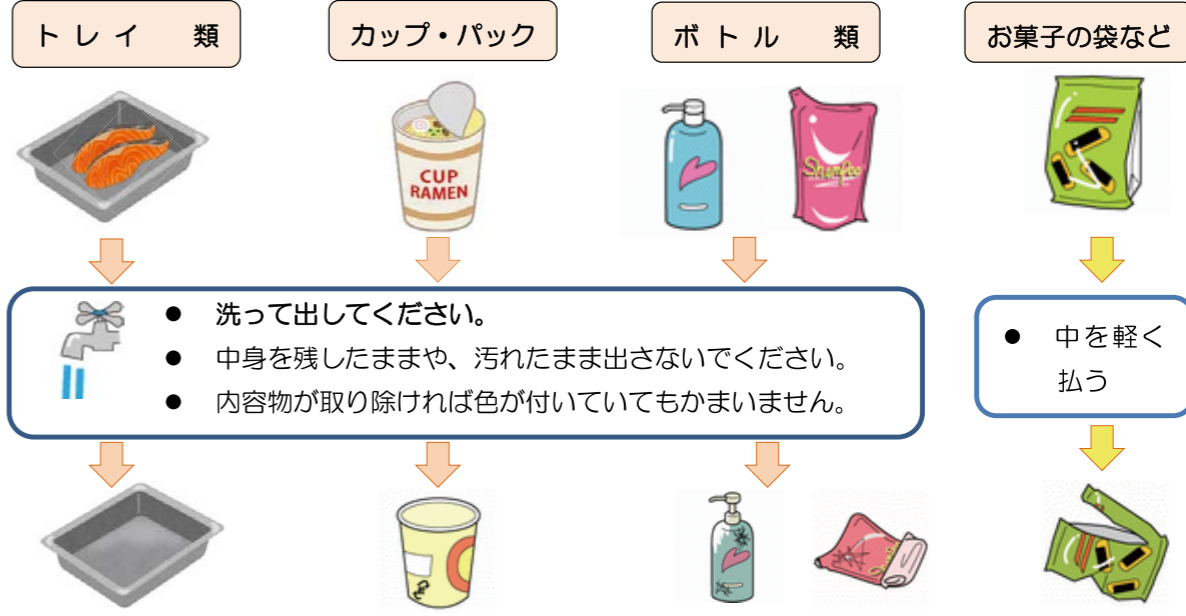 トレイ 類
カップ・パック
ボトル 類
お菓子の袋など
CUP
RAMEN
Shampoo
● 洗って出してください。
● 中身を残したままや、汚れたまま出さないでください。
● 内容物が取り除ければ色が付いていてもかまいません。
● 中を軽く
払う